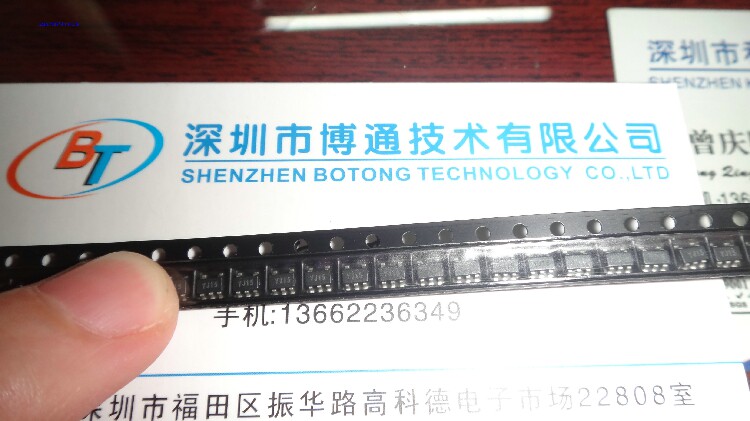 深圳市
SHENZHEN
BT
深圳市博通技术有限公司
SHENZHEN BOTONG TECHNOLOGY CO.,LTD
曾庆
手机:13662236349
深圳市福田区振华路高科德电子市场22808室